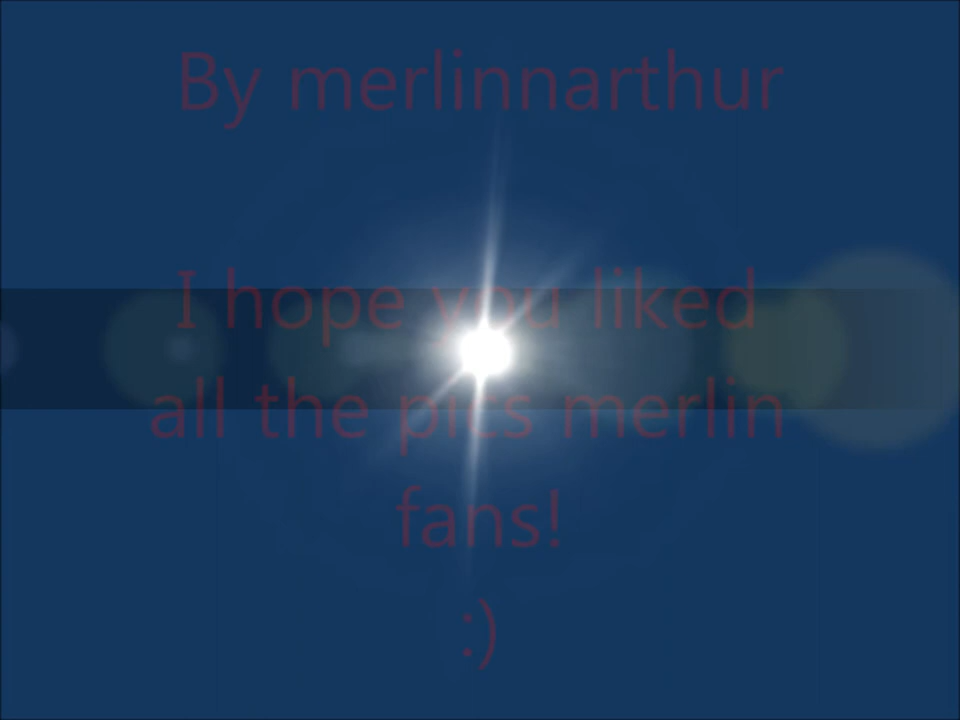 By merlinnarthur
I hope you liked
all the pics merlin
fans!
:)